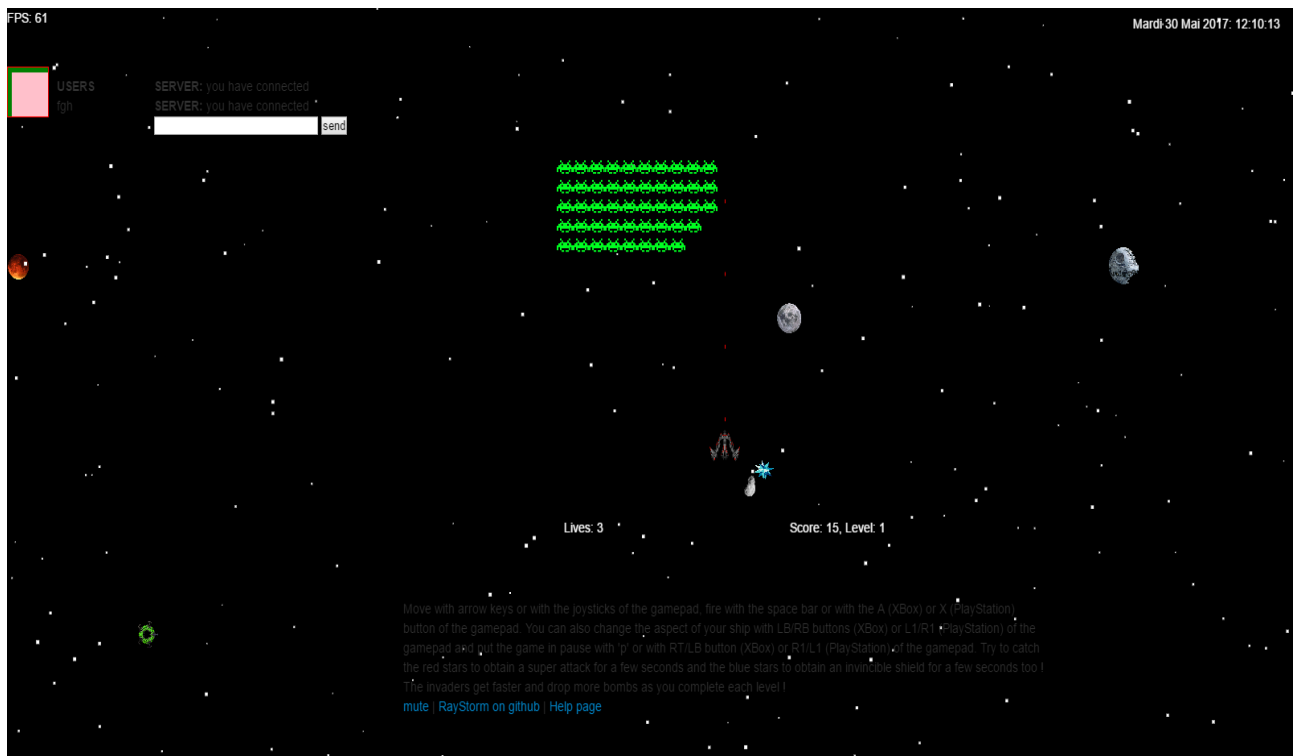 FPS: 61
Mardi 30 Mai 2017: 12:10:13
USERS
fgh
SERVER: you have connected
SERVER: you have connected
send
Lives: 3
Score: 15, Level: 1
Move with arrow keys or with the joysticks of the gamepad, fire with the space bar or with the A (XBox) or X (PlayStation)
button of the gamepad. You can also change the aspect of your ship with LB/RB buttons (XBox) or L1/R1 (PlayStation) of the
gamepad and put the game in pause with 'p' or with RT/LB button (XBox) or R1/L1 (PlayStation) of the gamepad. Try to catch
the red stars to obtain a super attack for a few seconds and the blue stars to obtain an invincible shield for a few seconds too !
The invaders get faster and drop more bombs as you complete each level !
mute | RayStorm on github | Help page